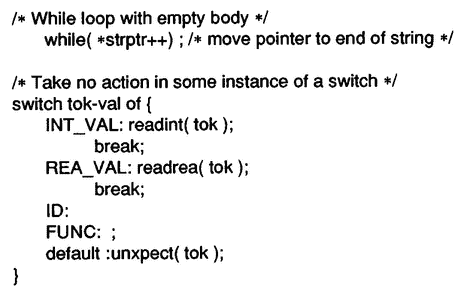 /* While loop with empty body */
while( *strptr++) ; /* move pointer to end of string */
/* Take no action in some instance of a switch */
switch tok-val of {
INT_VAL: readint( tok );
break;
REA_VAL: readrea( tok );
break;
ID:
FUNC: ;
default :unxpect( tok );
}